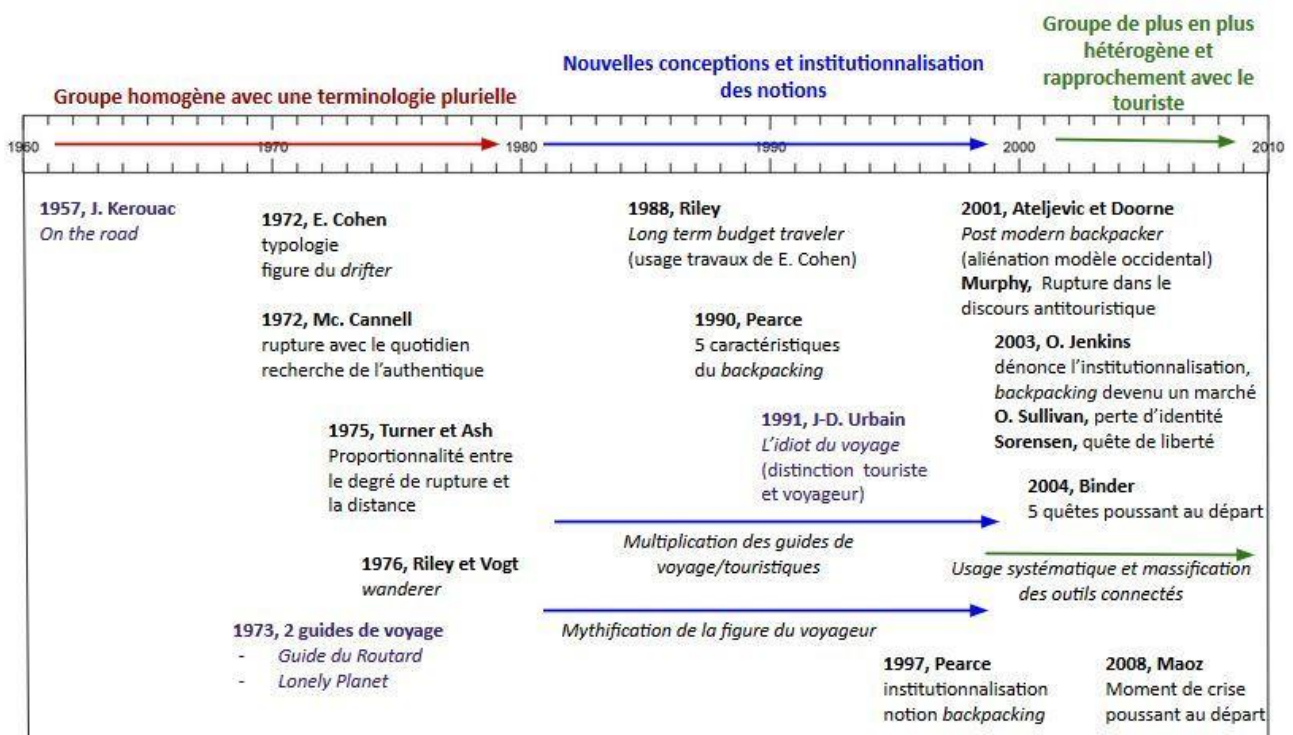 Groupe homogène avec une terminologie plurielle
Nouvelles conceptions et institutionnalisation
des notions
Groupe de plus en plus
hétérogène et
rapprochement avec le
touriste
1960
1970
1980
1990
2000
2010
1957, J. Kerouac
On the road
1972, E. Cohen
typologie
figure du drifter
1972, Mc. Cannell
rupture avec le quotidien
recherche de l'authentique
1975, Turner et Ash
Proportionnalité entre
le degré de rupture et
la distance
1976, Riley et Vogt
wanderer
1973, 2 guides de voyage
- Guide du Routard
- Lonely Planet
1988, Riley
Long term budget traveler
(usage travaux de E. Cohen)
1990, Pearce
5 caractéristiques
du backpacking
1991, J-D. Urbain
L'idiot du voyage
(distinction touriste
et voyageur)
Multiplication des guides de
voyage/touristiques
Mythification de la figure du voyageur
1997, Pearce
institutionnalisation
notion backpacking
2001, Ateljevic et Doorne
Post modern backpacker
(aliénation modèle occidental)
Murphy, Rupture dans le
discours antitouristique
2003, O. Jenkins
dénonce l'institutionnalisation,
backpacking devenu un marché
O. Sullivan, perte d'identité
Sorensen, quête de liberté
2004, Binder
5 quêtes poussant au départ
Usage systématique et massification
des outils connectés
2008, Maoz
Moment de crise
poussant au départ